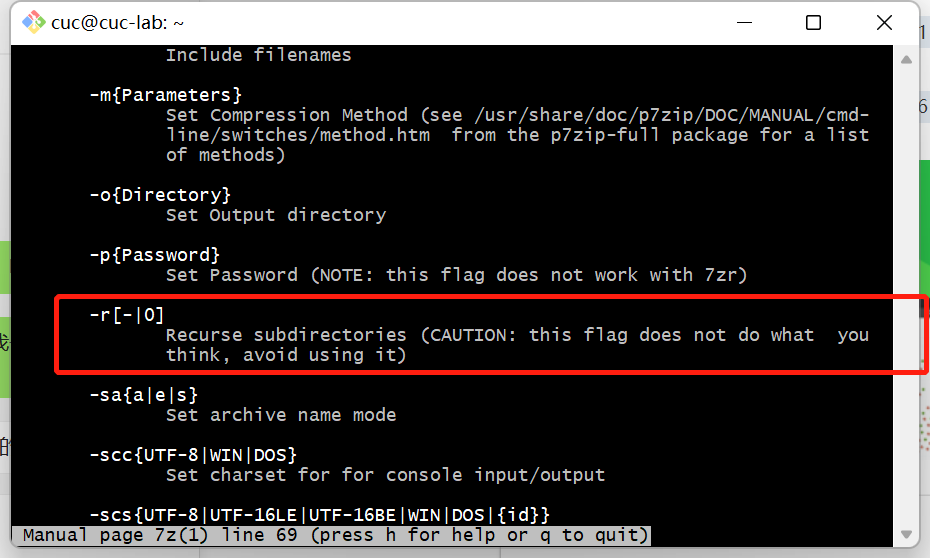 cuc@cuc-lab: ~
Include filenames
-m{Parameters}
Set Compression Method (see /usr/share/doc/p7zip/DOC/MANUAL/cmd-
line/switches/method.htm  from the p7zip-full package for a list
of methods)
-o{Directory}
Set Output directory
-p{Password}
Set Password (NOTE: this flag does not work with 7zr)
-r[-|0]
Recurse subdirectories (CAUTION: this flag does not do what  you
think, avoid using it)
-sa{a|e|s}
Set archive name mode
-scc{UTF-8|WIN|DOS}
Set charset for for console input/output
-scs{UTF-8|UTF-16LE|UTF-16BE|WIN|DOS|{id}}
Manual page 7z(1) line 69 (press h for help or q to quit)